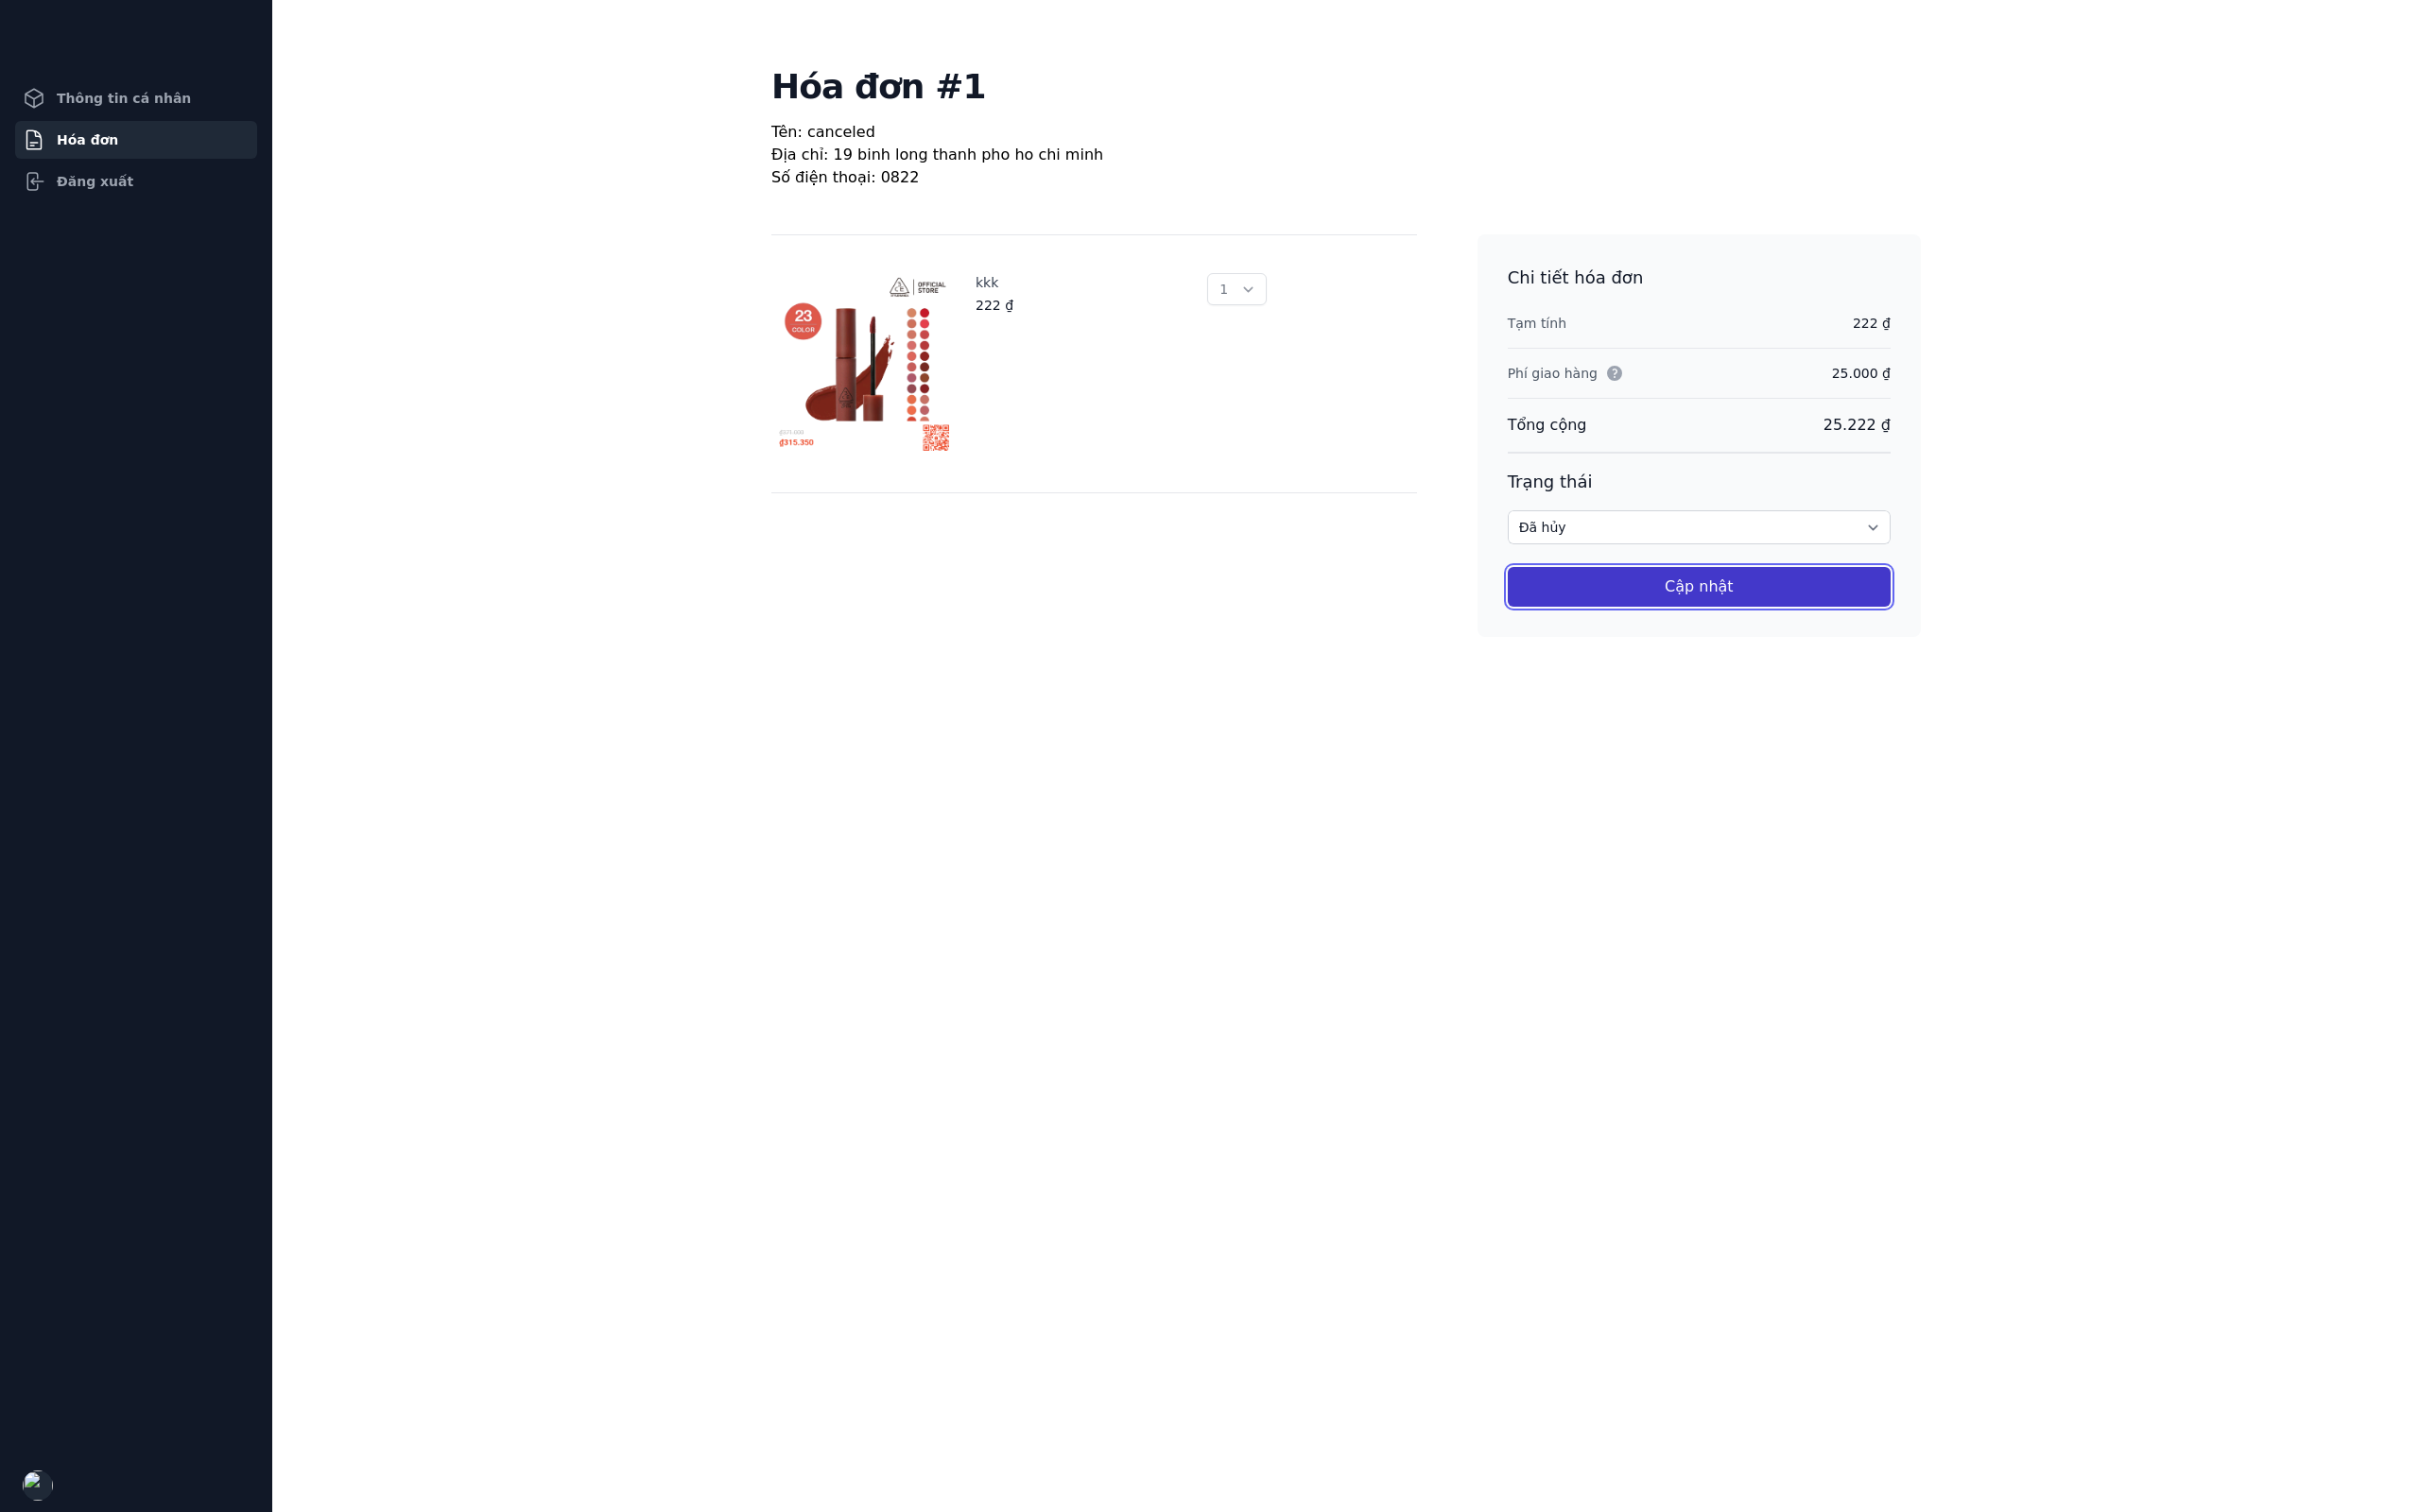 Thông tin cá nhân
Hóa đơn
Đăng xuất
Hóa đơn #1
Tên: canceled
Địa chỉ: 19 binh long thanh pho ho chi minh
Số điện thoại: 0822
OFFICIAL
STORE
23
COLOR
₫315.350
kkk
222 ₫
1
Chi tiết hóa đơn
Tạm tính 222 ₫
Phí giao hàng 25.000 ₫
Tổng cộng 25.222 ₫
Trạng thái
Đã hủy
Cập nhật